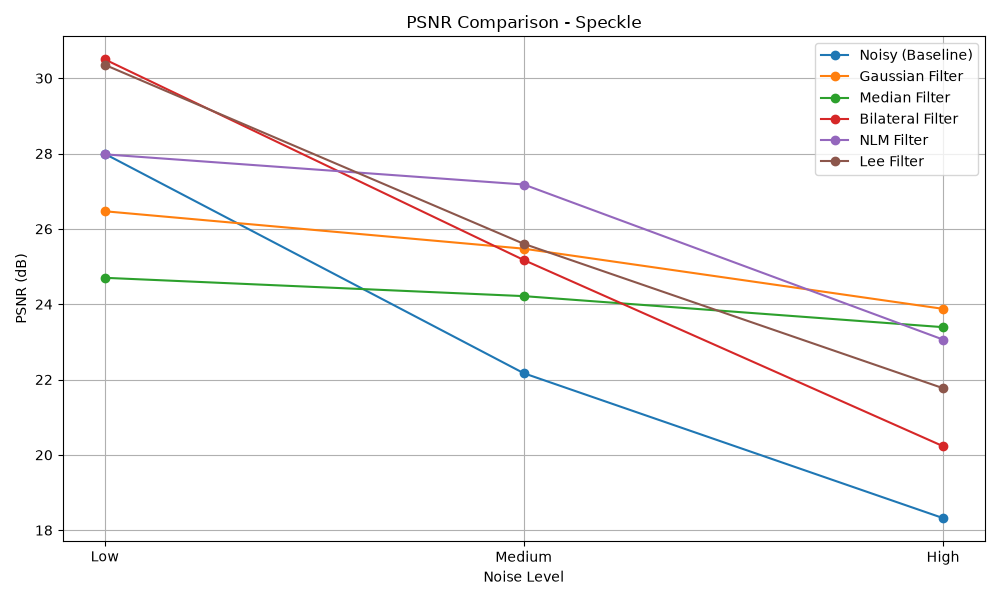 PSNR Comparison - Speckle
PSNR (dB)
30
28
26
24
22
20
18
Low
Medium
High
Noise Level
Noisy (Baseline)
Gaussian Filter
Median Filter
Bilateral Filter
NLM Filter
Lee Filter